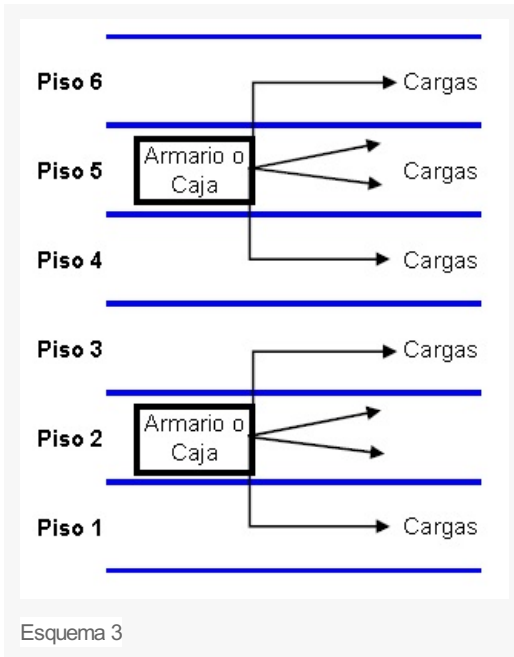 Piso 6 Cargas
Armario o
Caja
Piso 5 Cargas
Piso 4 Cargas
Piso 3 Cargas
Armario o
Caja
Piso 2
Piso 1 Cargas
Esquema 3